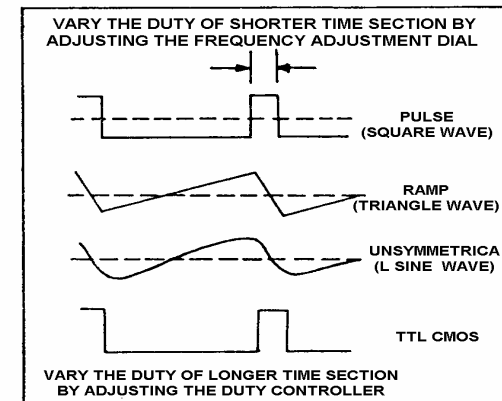 VARY THE DUTY OF SHORTER TIME SECTION BY
ADJUSTING THE FREQUENCY ADJUSTMENT DIAL
PULSE
(SQUARE WAVE)
RAMP
(TRIANGLE WAVE)
UNSYMMETRICA
(L SINE WAVE)
TTL CMOS
VARY THE DUTY OF LONGER TIME SECTION
BY ADJUSTING THE DUTY CONTROLLER